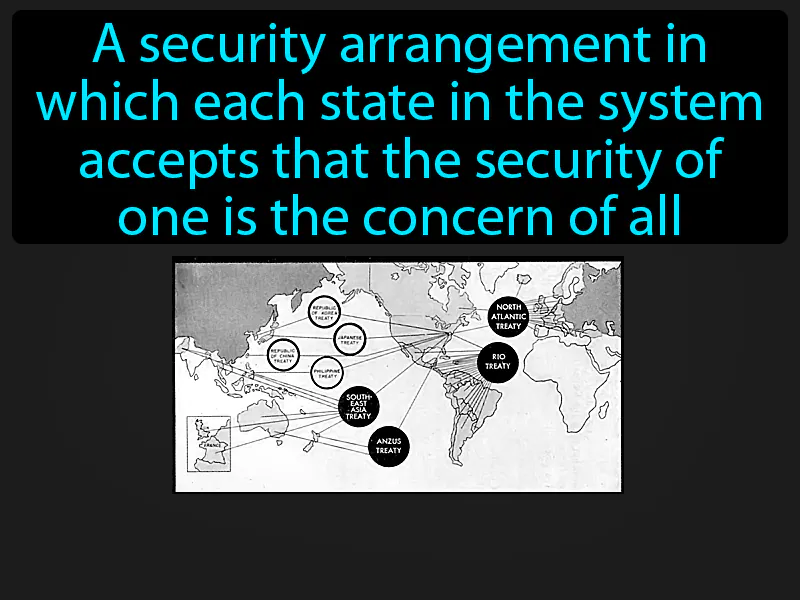 A security arrangement in
which each state in the system
accepts that the security of
one is the concern of all
REPUBLIC
OF KOREA
TREATY
JAPANESE
TREATY
REPUBLIC
OF CHINA
TREATY
PHILIPPINE
TREATY
SOUTH-
EAST
ASIA
TREATY
ANZUS
TREATY
NORTH
ATLANTIC
TREATY
RIO
TREATY
FRANCE